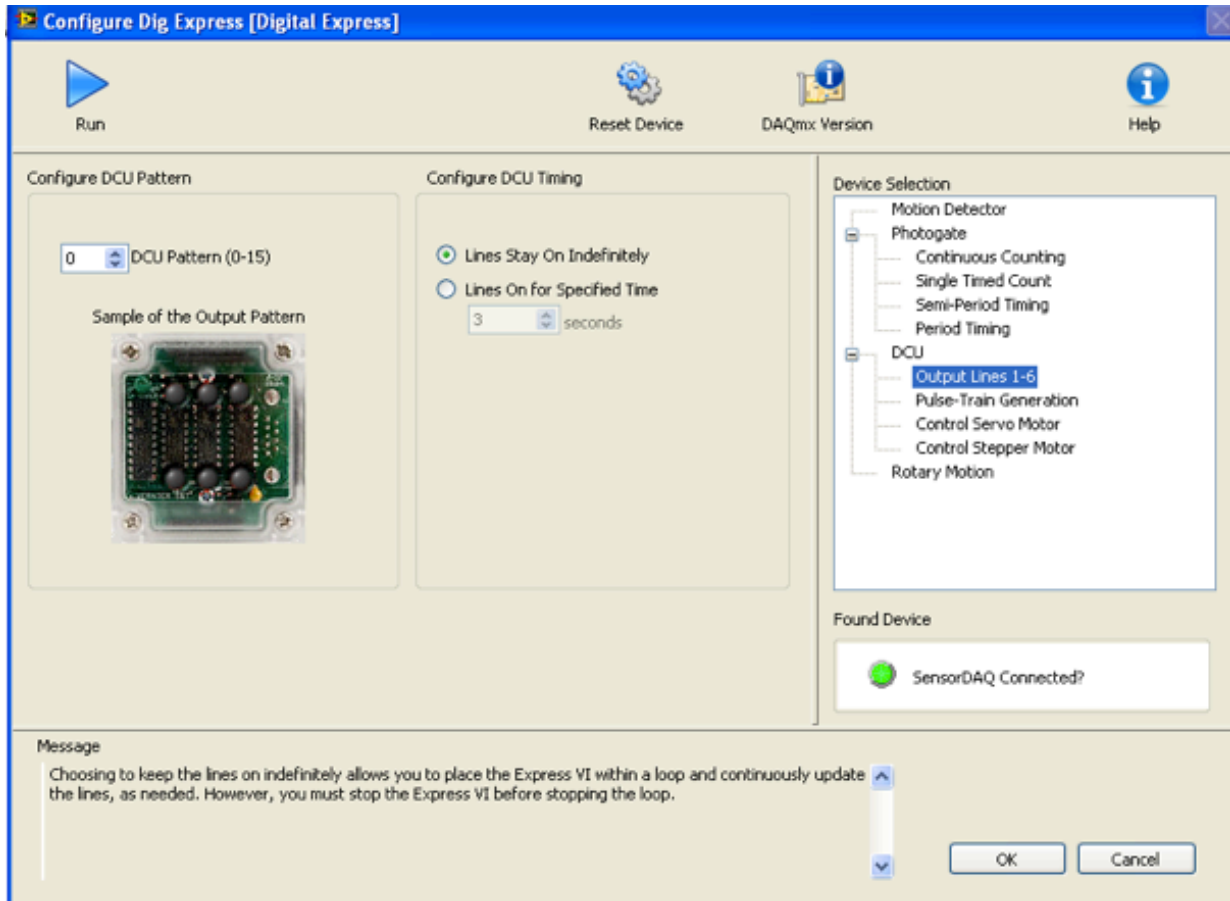 Configure Dig Express [Digital Express]
Run
Reset Device
DAQmx Version
Help
Configure DCU Pattern
0
DCU Pattern (0-15)
Sample of the Output Pattern
Configure DCU Timing
Lines Stay On Indefinitely
Lines On for Specified Time
3
seconds
Device Selection
Motion Detector
Photogate
Continuous Counting
Single Timed Count
Semi-Period Timing
Period Timing
DCU
Output Lines 1-6
Pulse-Train Generation
Control Servo Motor
Control Stepper Motor
Rotary Motion
Found Device
SensorDAQ Connected?
Message
Choosing to keep the lines on indefinitely allows you to place the Express VI within a loop and continuously update
the lines, as needed. However, you must stop the Express VI before stopping the loop.
OK
Cancel